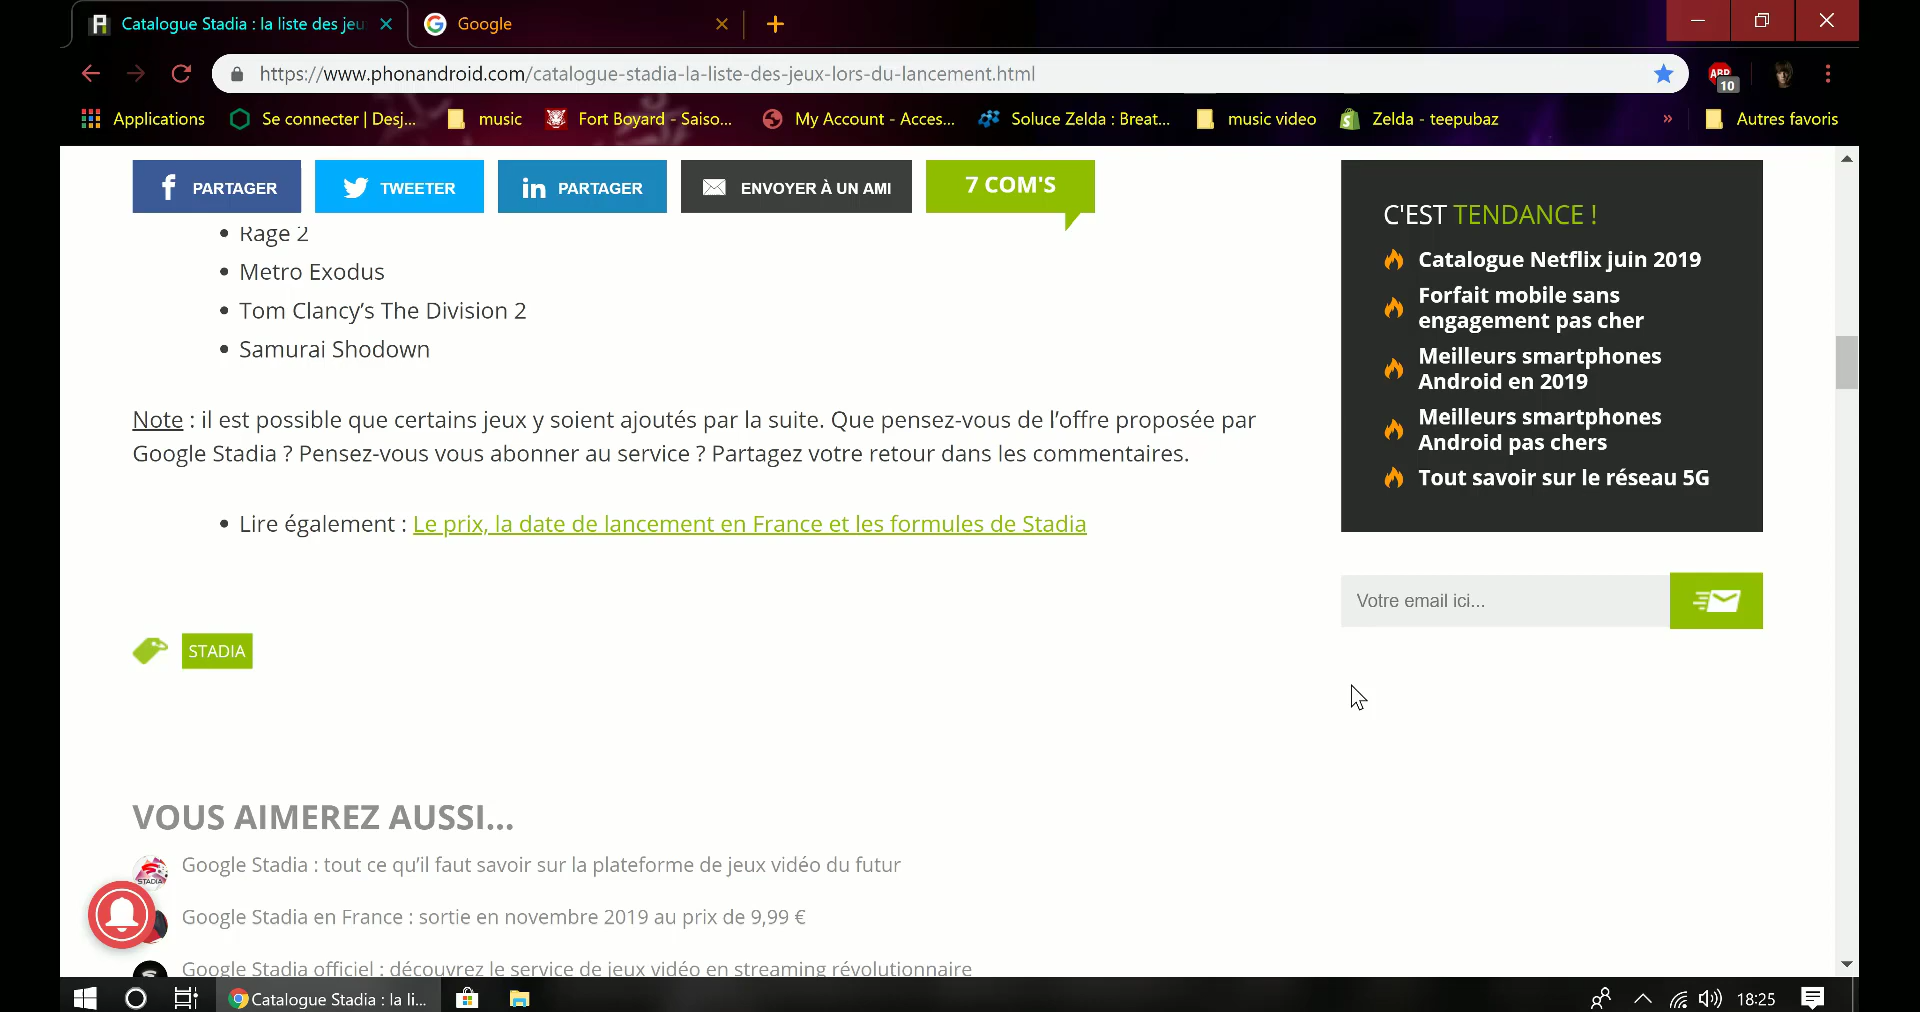 Catalogue Stadia : la liste des jeu
Google
https://www.phonandroid.com/catalogue-stadia-la-liste-des-jeux-lors-du-lancement.html
ABP
10
Applications
Se connecter | Desj...
music
Fort Boyard - Saiso...
My Account - Acces...
Soluce Zelda : Breat...
music video
Zelda - teepubaz
»
Autres favoris
PARTAGER
TWEETER
PARTAGER
ENVOYER À UN AMI
7 COM'S
• Rage 2
• Metro Exodus
• Tom Clancy’s The Division 2
• Samurai Shodown
Note : il est possible que certains jeux y soient ajoutés par la suite. Que pensez-vous de l’offre proposée par
Google Stadia ? Pensez-vous vous abonner au service ? Partagez votre retour dans les commentaires.
• Lire également : Le prix, la date de lancement en France et les formules de Stadia
STADIA
C'EST TENDANCE !
Catalogue Netflix juin 2019
Forfait mobile sans
engagement pas cher
Meilleurs smartphones
Android en 2019
Meilleurs smartphones
Android pas chers
Tout savoir sur le réseau 5G
Votre email ici...
VOUS AIMEREZ AUSSI...
STADIA
Google Stadia : tout ce qu’il faut savoir sur la plateforme de jeux vidéo du futur
Google Stadia en France : sortie en novembre 2019 au prix de 9,99 €
Google Stadia officiel : découvrez le service de jeux vidéo en streaming révolutionnaire
Catalogue Stadia : la li...
18:25